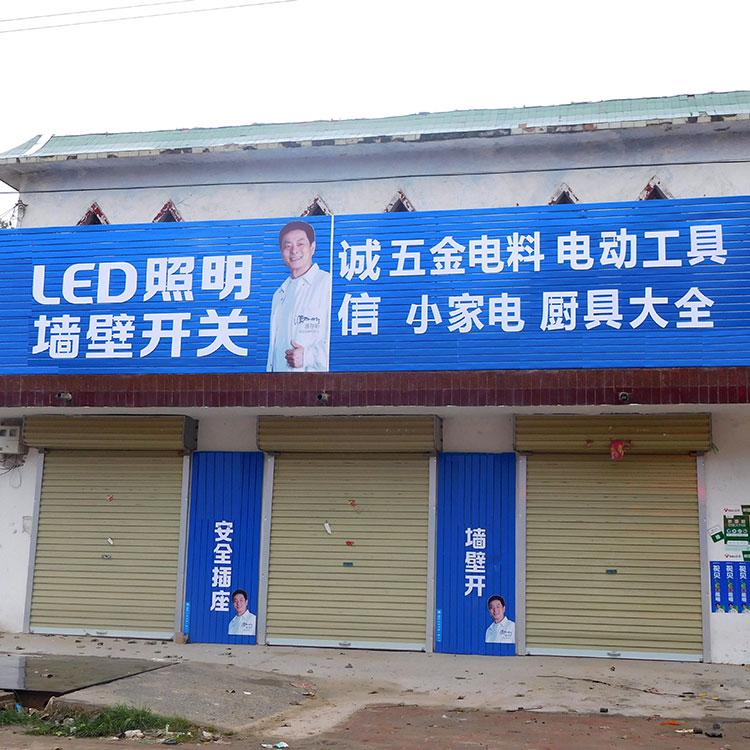 LED照明
墙壁开关
诚信
五金电料 电动工具
小家电 厨具大全
安全插座
墙壁开